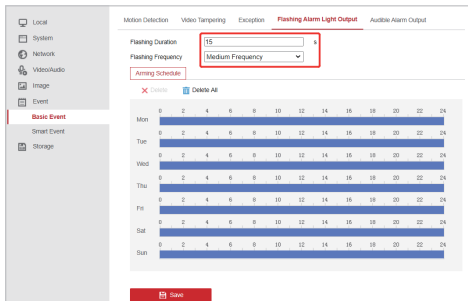 Local
System
Network
Video/Audio
Image
Event
Basic Event
Smart Event
Storage
Motion Detection Video Tampering Exception Flashing Alarm Light Output Audible Alarm Output
Flashing Duration 15 s
Flashing Frequency Medium Frequency
Arming Schedule
Delete Delete All
0 2 4 6 8 10 12 14 16 18 20 22 24
Mon
0 2 4 6 8 10 12 14 16 18 20 22 24
Tue
0 2 4 6 8 10 12 14 16 18 20 22 24
Wed
0 2 4 6 8 10 12 14 16 18 20 22 24
Thu
0 2 4 6 8 10 12 14 16 18 20 22 24
Fri
0 2 4 6 8 10 12 14 16 18 20 22 24
Sat
0 2 4 6 8 10 12 14 16 18 20 22 24
Sun
Save